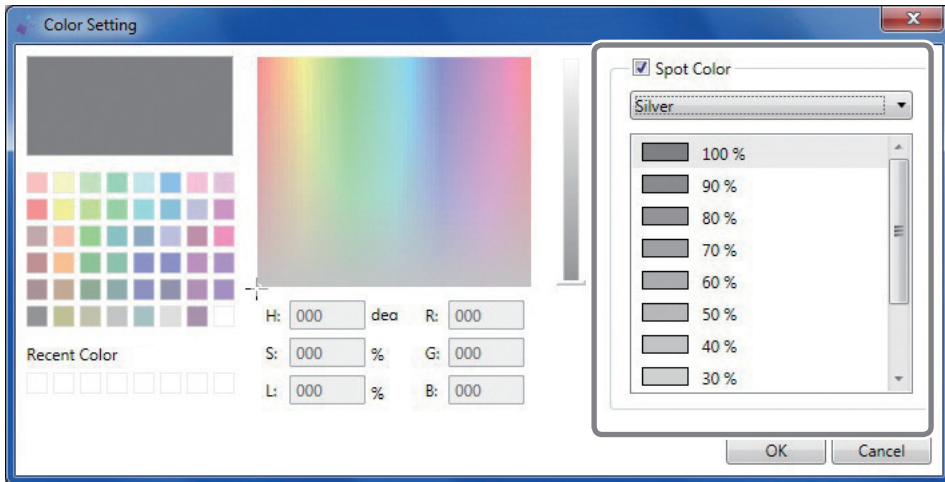 Color Setting
Spot Color
Silver
100 %
90 %
80 %
70 %
60 %
50 %
40 %
30 %
H: 000 dea R: 000
S: 000 % G: 000
L: 000 % B: 000
Recent Color
OK Cancel